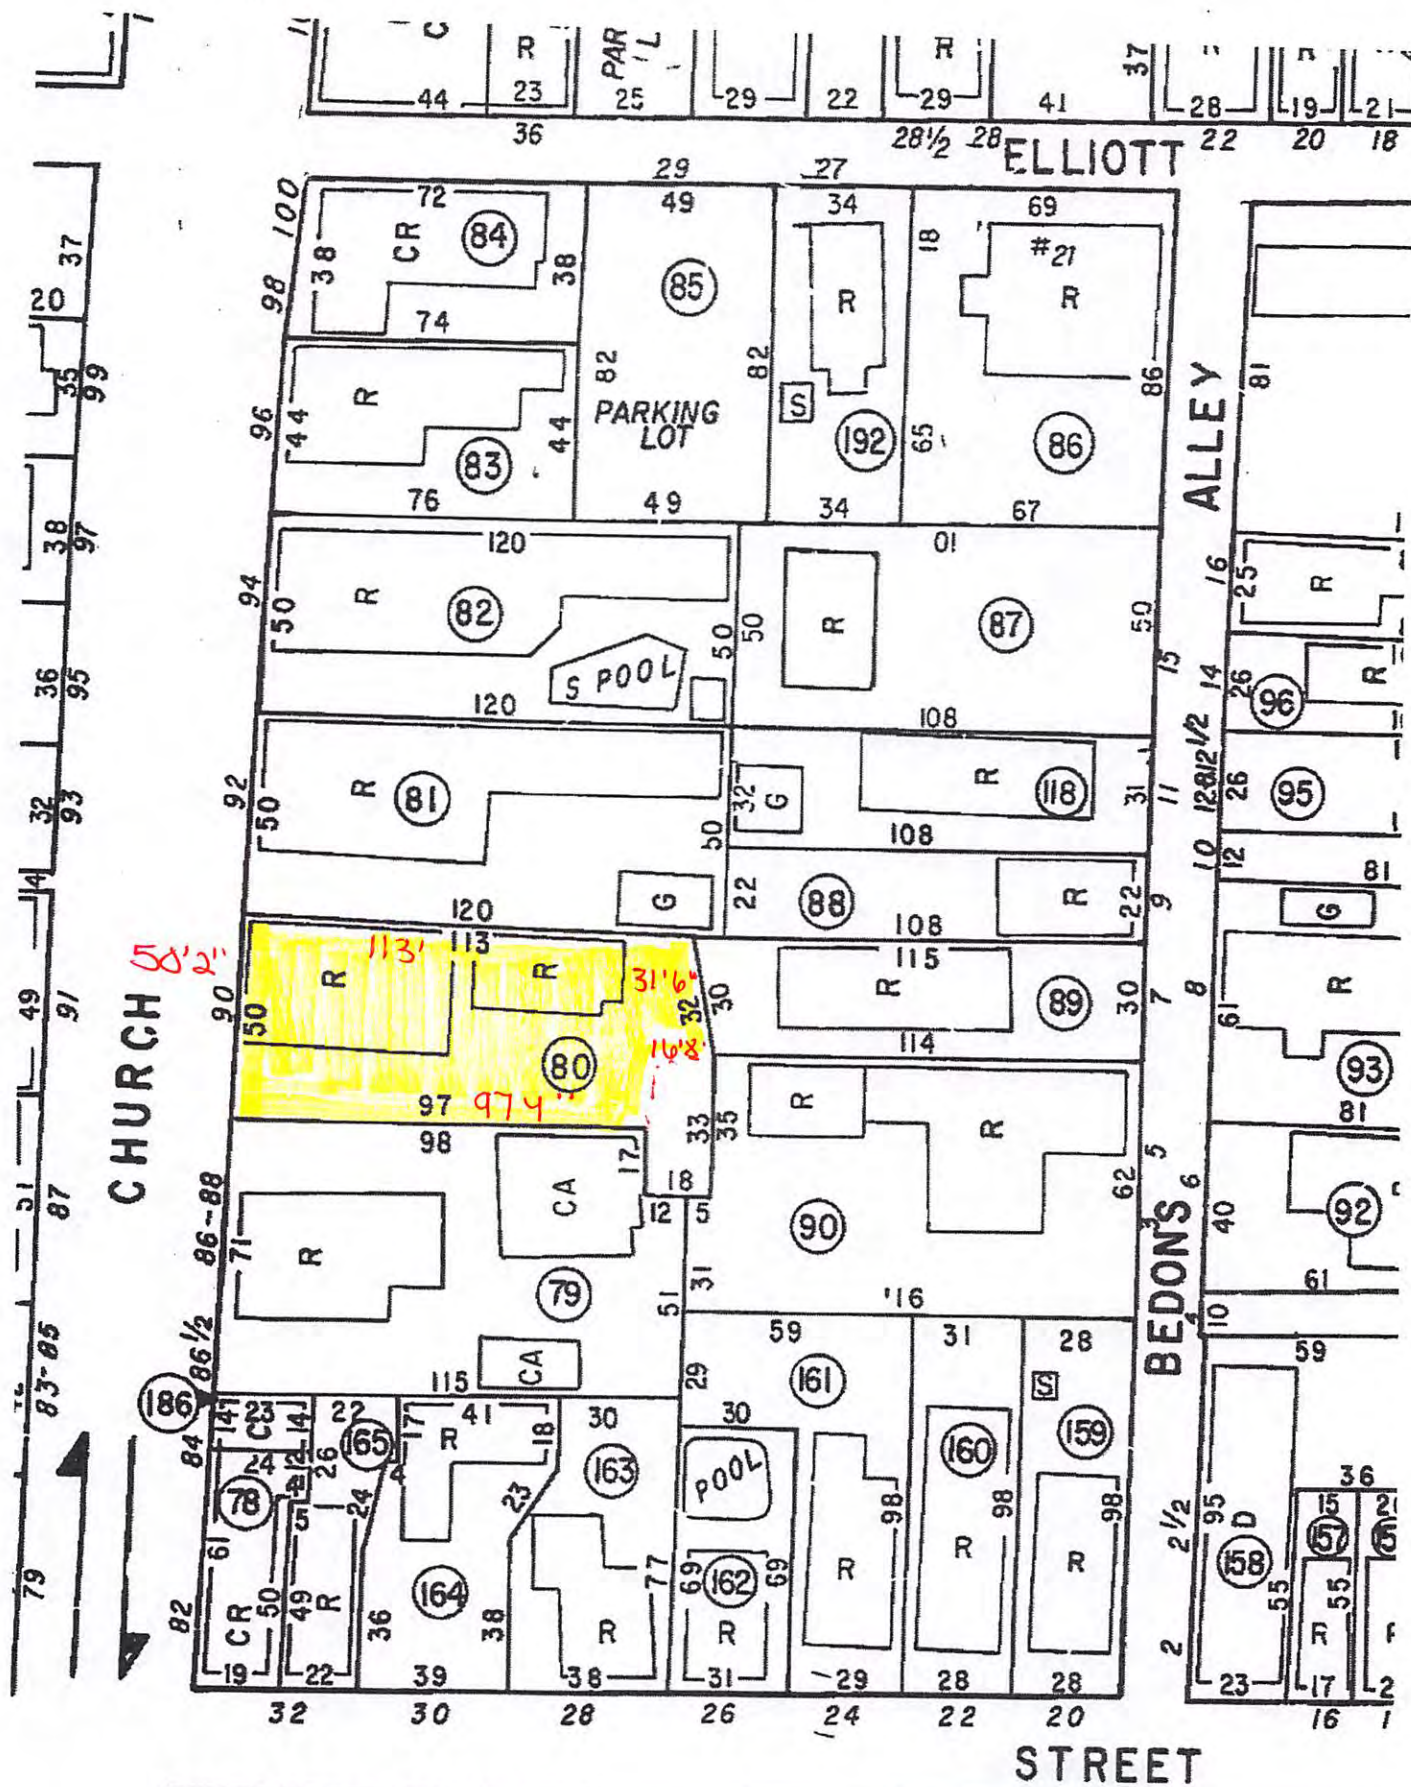 C R PAR L R R
44 23 25 29 22 29 41 37 28 19 21
36 28½ 28 ELLIOTT 22 20 18
29 27
100 72 49 34 69
37 38 CR 84 38 85 R 18 #21 R
98
20 74 82 82 86 81
35 99 96 44 R 44 PARKING S
LOT 192 65 86 ALLEY
83
76 49 34 67
38 97 120 01
94 50 R 82 50 50 R 87 50 16 25 R
S POOL 15
36 95 120 108 14 26 96 R
12½
92 50 R 81 32 G R 118 31 11 12 26 95
32 93 50 108 10 12
14 G 22 88 R 22 9 81
120 108 G
50'2" 113' 113 115
49 91 90 50 R R 31'6" 32 30 R 89 30 7 8 61 R
CHURCH 80 16'8" 114 93
97 97 4" 33 35 R R 81
98 17 5
51 87 86-88 CA 18 62 6
71 R 12 5 90 3 40 92
79 31 BEDON'S 61
86½ 51 '16 10
83-85 CA 59 31 28 59
115 29 161 S
186 14 23 14 22 41 30 30
84 24 12 26 165 17 R 18 163 POOL 160 159
78 11 4 23 36
61 5 24 98 98 98 2½ 95 D 15
158 157
79 82 CR 50 49 R 36 164 38 R 77 69 162 69 R R R 55 55
R 2 R
19 22 39 38 31 29 28 28 23 17
32 30 28 26 24 22 20 16
STREET